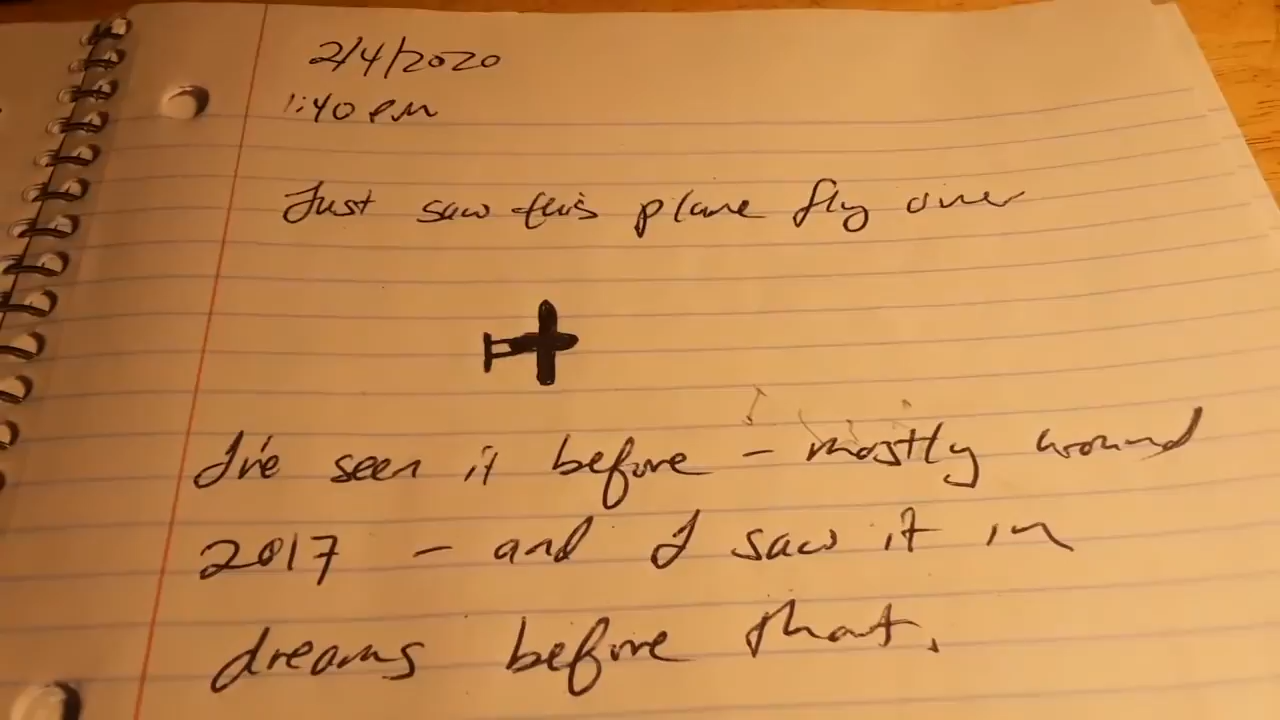 2/4/2020
1:40 PM
Just saw this plane fly over
I've seen it before - mostly around
2017 - and I saw it in
dreams before that.